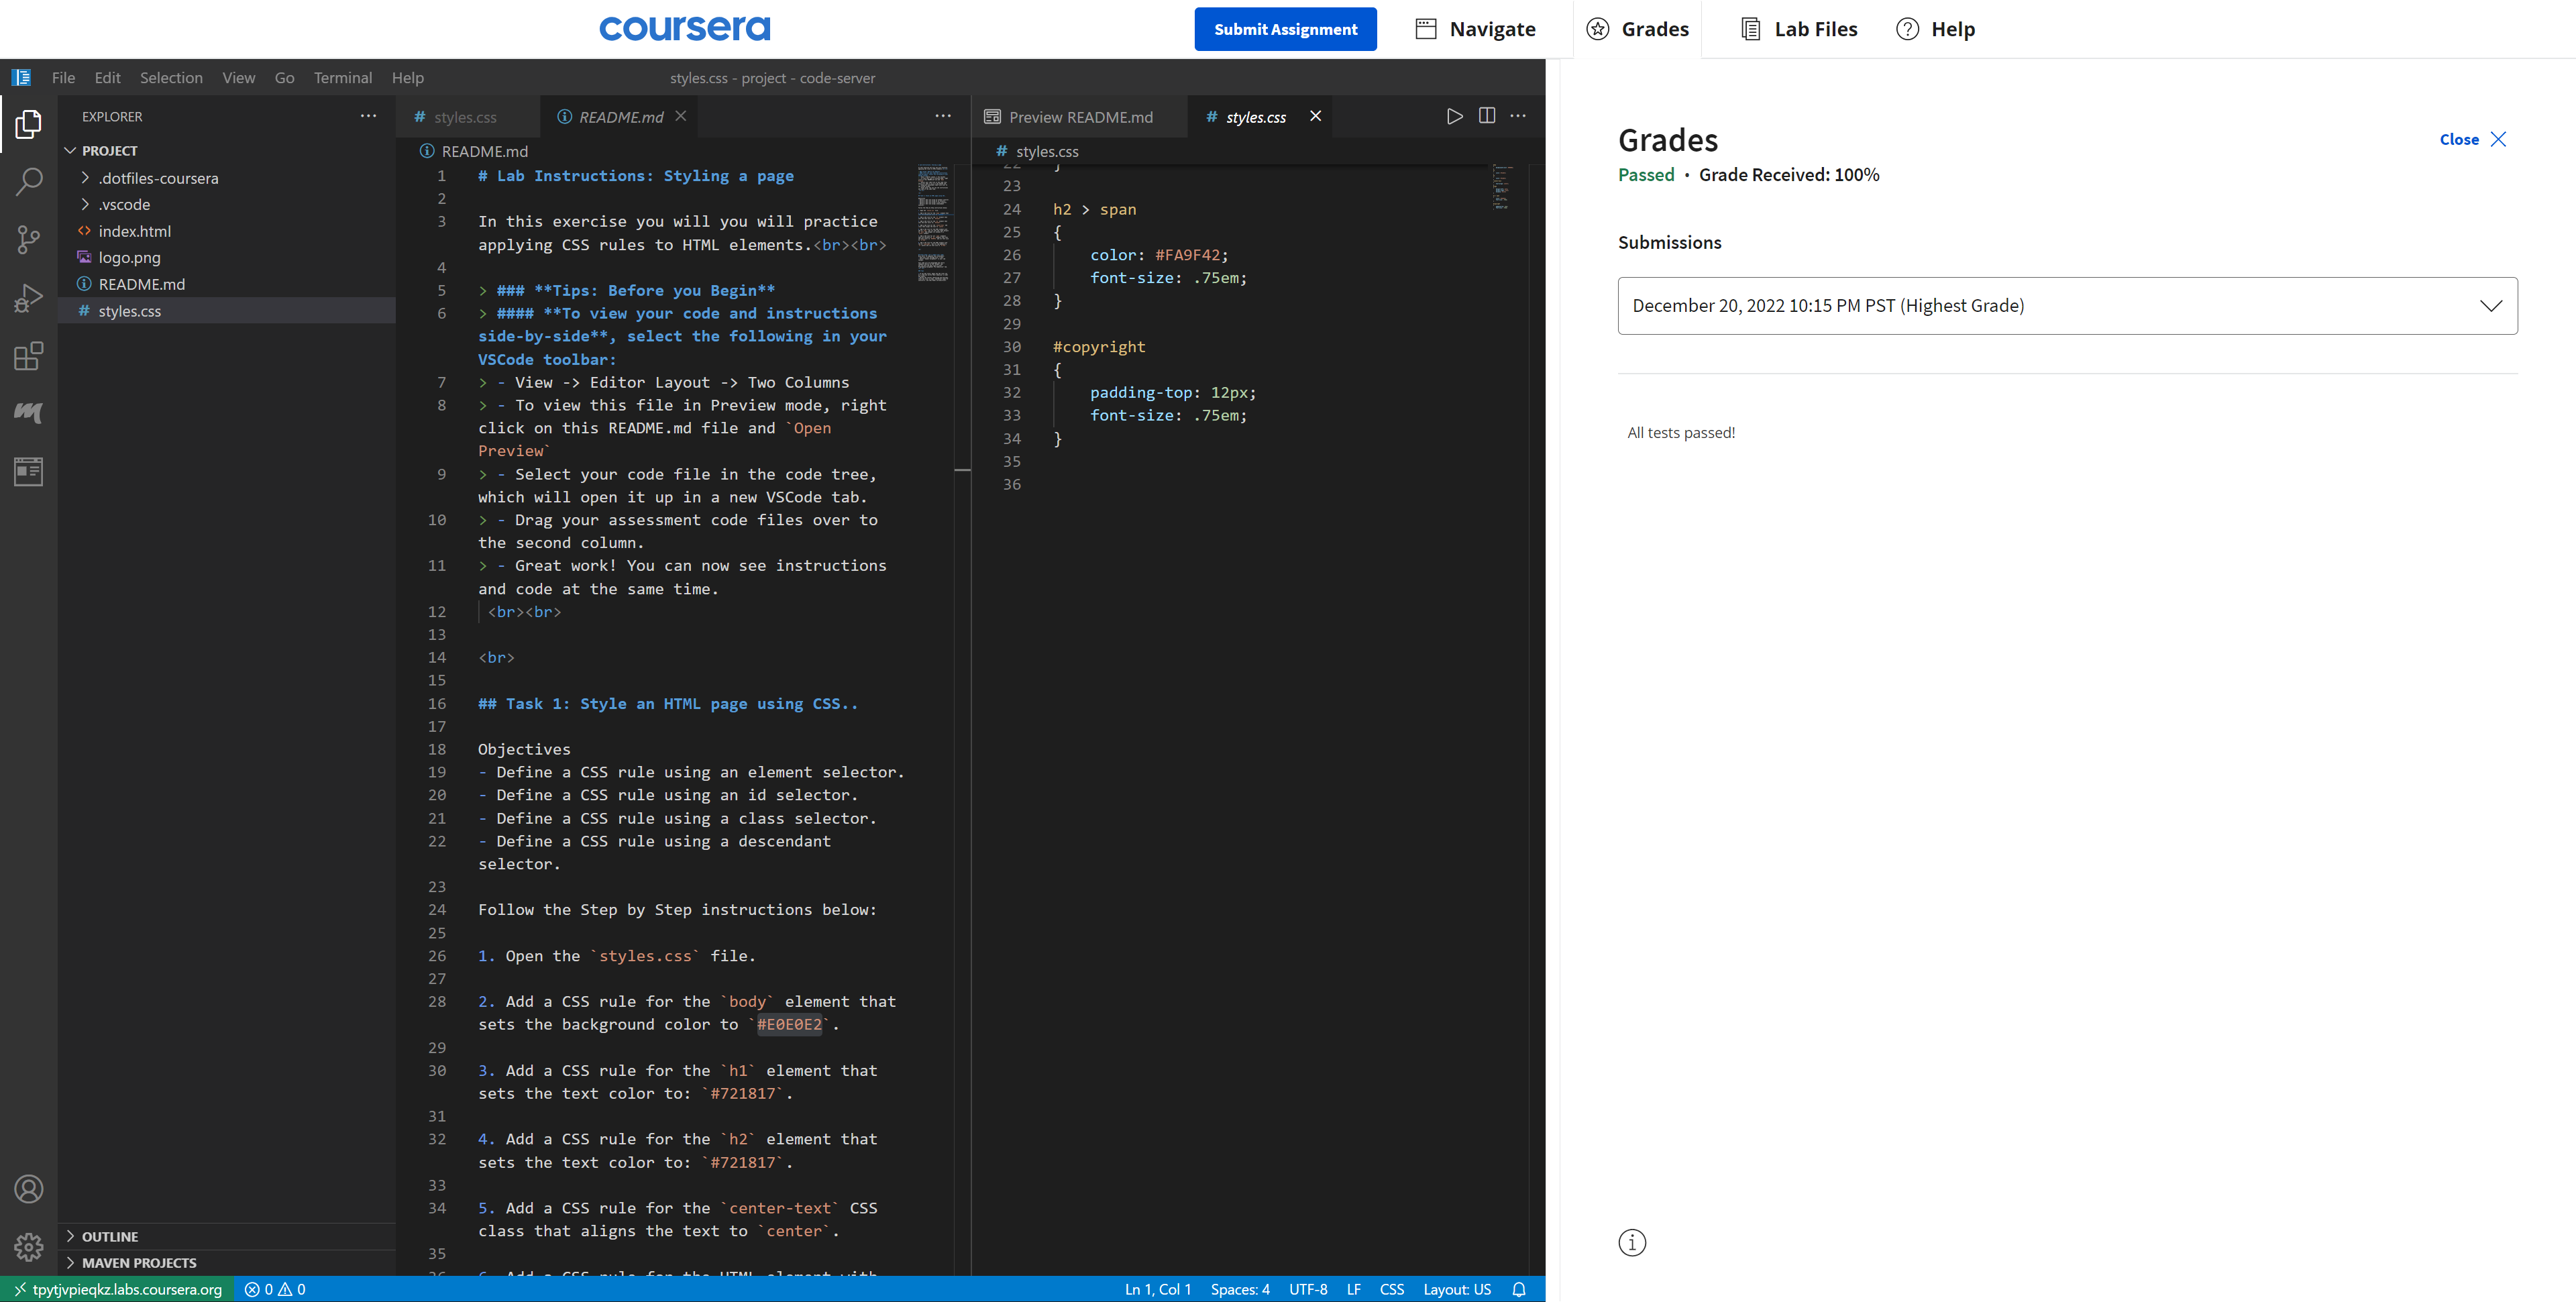 coursera
Submit Assignment
Navigate
Grades
Lab Files
Help
File Edit Selection View Go Terminal Help
styles.css - project - code-server
EXPLORER
PROJECT
.dotfiles-coursera
.vscode
index.html
logo.png
README.md
styles.css
OUTLINE
MAVEN PROJECTS
# styles.css
README.md
README.md
1 # Lab Instructions: Styling a page
2
3 In this exercise you will you will practice
applying CSS rules to HTML elements.<br><br>
4
5 > ### **Tips: Before you Begin**
6 > #### **To view your code and instructions
side-by-side**, select the following in your
VSCode toolbar:
7 > - View -> Editor Layout -> Two Columns
8 > - To view this file in Preview mode, right
click on this README.md file and `Open
Preview`
9 > - Select your code file in the code tree,
which will open it up in a new VSCode tab.
10 > - Drag your assessment code files over to
the second column.
11 > - Great work! You can now see instructions
and code at the same time.
12 <br><br>
13
14 <br>
15
16 ## Task 1: Style an HTML page using CSS..
17
18 Objectives
19 - Define a CSS rule using an element selector.
20 - Define a CSS rule using an id selector.
21 - Define a CSS rule using a class selector.
22 - Define a CSS rule using a descendant
selector.
23
24 Follow the Step by Step instructions below:
25
26 1. Open the `styles.css` file.
27
28 2. Add a CSS rule for the `body` element that
sets the background color to `#E0E0E2`.
29
30 3. Add a CSS rule for the `h1` element that
sets the text color to: `#721817`.
31
32 4. Add a CSS rule for the `h2` element that
sets the text color to: `#721817`.
33
34 5. Add a CSS rule for the `center-text` CSS
class that aligns the text to `center`.
35
36 6. Add a CSS rule for the HTML element with
Preview README.md
# styles.css
# styles.css
22 }
23
24 h2 > span
25 {
26 color: #FA9F42;
27 font-size: .75em;
28 }
29
30 #copyright
31 {
32 padding-top: 12px;
33 font-size: .75em;
34 }
35
36
tpytjvpieqkz.labs.coursera.org
0 0
Ln 1, Col 1
Spaces: 4
UTF-8
LF
CSS
Layout: US
Grades
Close
Passed • Grade Received: 100%
Submissions
December 20, 2022 10:15 PM PST (Highest Grade)
All tests passed!